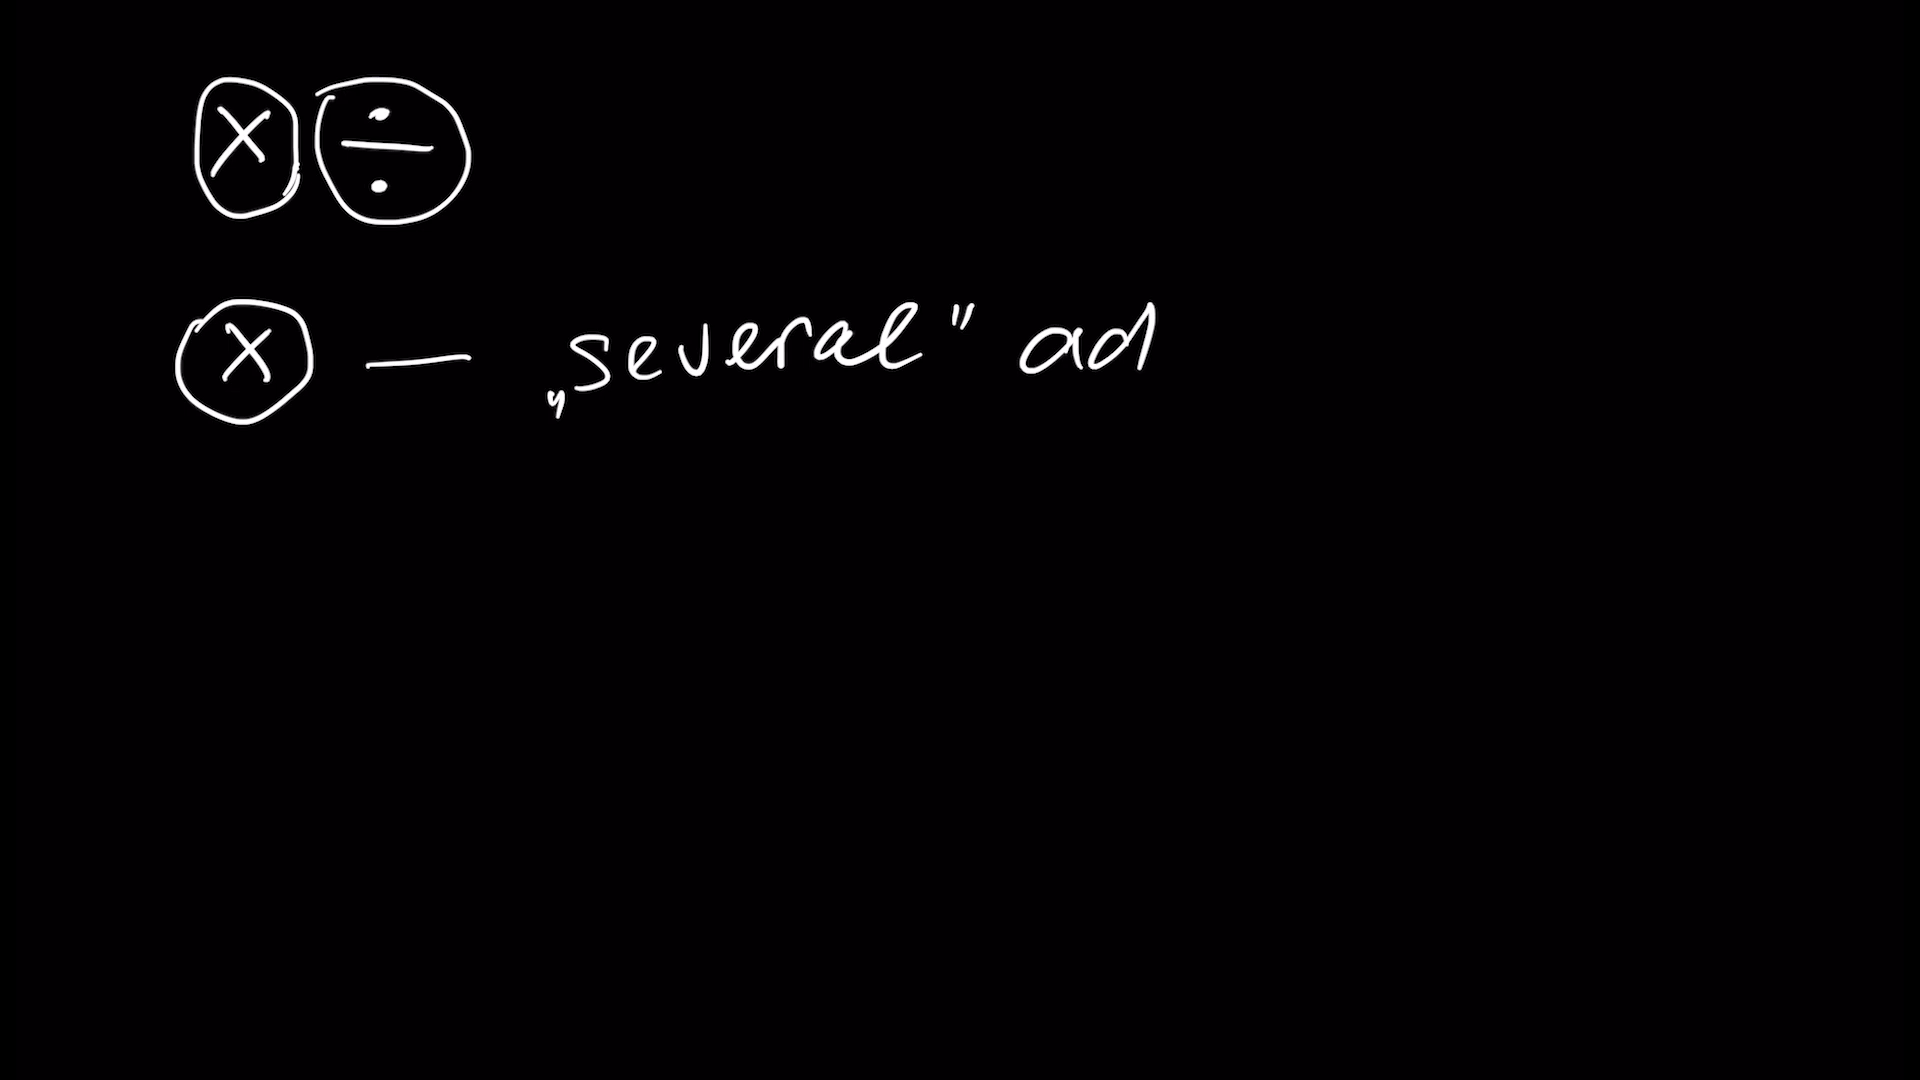 × ÷
× — „several" ad